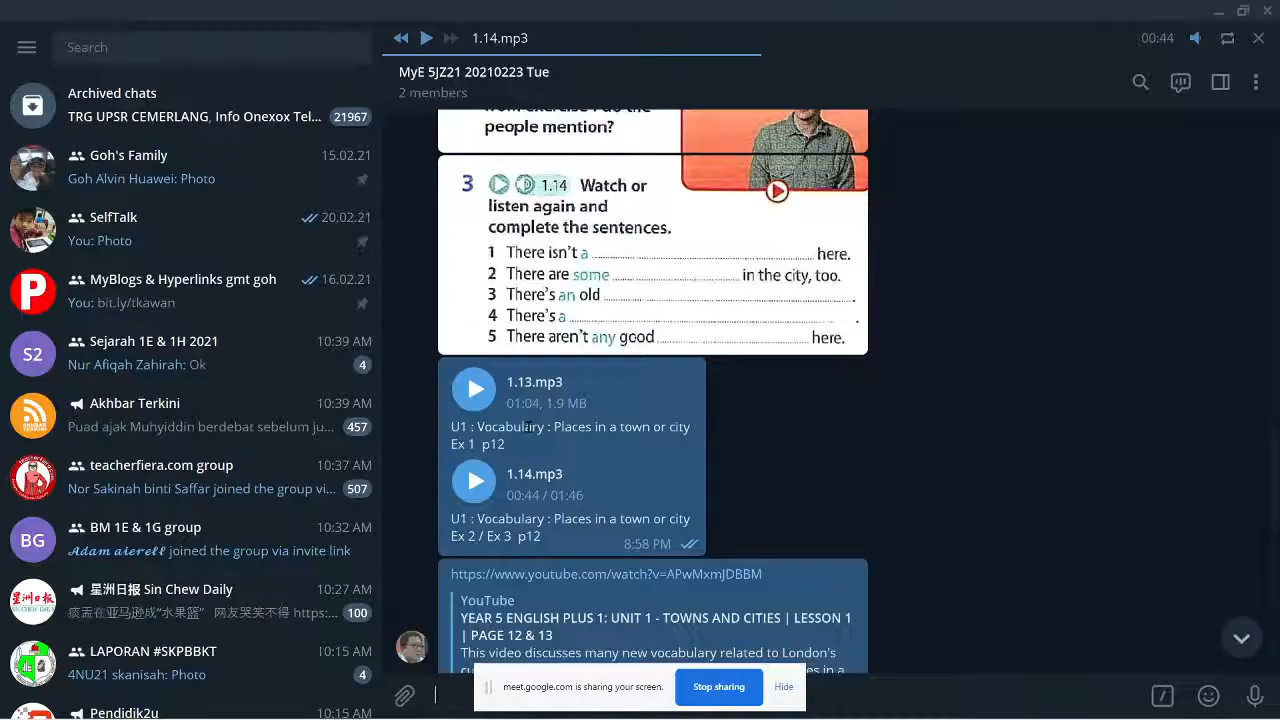 Search
Archived chats
TRG DLP SR CEMERLANG, Info Onexox Tel...
21967
Goh's Family
15.02.21
Goh Alvin Huawei: Photo
SelfTalk
20.02.21
You: Photo
P
My Blogs & Hyperlinks gmt goh
16.02.21
You: bit.ly/tkawan
S2
Sejarah 1E & 1H 2021
10:39 AM
Nur Afiqah Zahirah: Ok
4
Akhbar Terkini
10:39 AM
Puad ajak Muhyiddin berdebat sebelum ju...
457
teacherfiera.com group
10:37 AM
Nor Sakinah binti Saffar joined the group vi...
507
BG
BM 1E & 1G group
10:32 AM
𝓐𝓭𝓪𝓶 𝓪𝓲𝓮𝓻𝓮𝓵𝓵 joined the group via invite link
星洲日报 Sin Chew Daily
10:27 AM
100
LAPORAN #SKPBBKT
10:15 AM
4NU21 skanisah: Photo
4
Pendidik2u
10:15 AM
1.14.mp3
00:44
MyE 5JZ21 20210223 Tue
2 members
people mention?
3 1.14 Watch or
listen again and
complete the sentences.
1 There isn't a ........ here.
2 There are some ........ in the city, too.
3 There's an old ........ .
4 There's a ........ .
5 There aren't any good ........ here.
1.13.mp3
01:04, 1.9 MB
U1 : Vocabulary : Places in a town or city
Ex 1 p12
1.14.mp3
00:44 / 01:46
U1 : Vocabulary : Places in a town or city
Ex 2 / Ex 3 p12
8:58 PM
https://www.youtube.com/watch?v=APwMxmJDBBM
YouTube
YEAR 5 ENGLISH PLUS 1: UNIT 1 - TOWNS AND CITIES | LESSON 1
| PAGE 12 & 13
This video discusses many new vocabulary related to London's
meet.google.com is sharing your screen.
Stop sharing
Hide